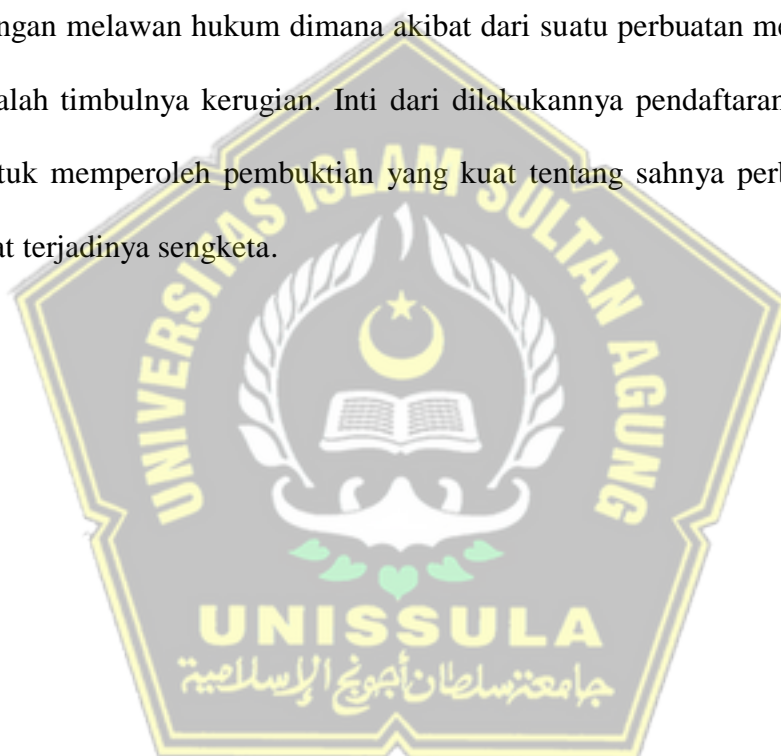 ngan melawan hukum dimana akibat dari suatu perbuatan me
alah timbulnya kerugian. Inti dari dilakukannya pendaftaran
tuk memperoleh pembuktian yang kuat tentang sahnya perb
at terjadinya sengketa.
UNIVERSITAS ISLAM SULTAN AGUNG
UNISSULA
جامعة سلطان أجونج الإسلامية